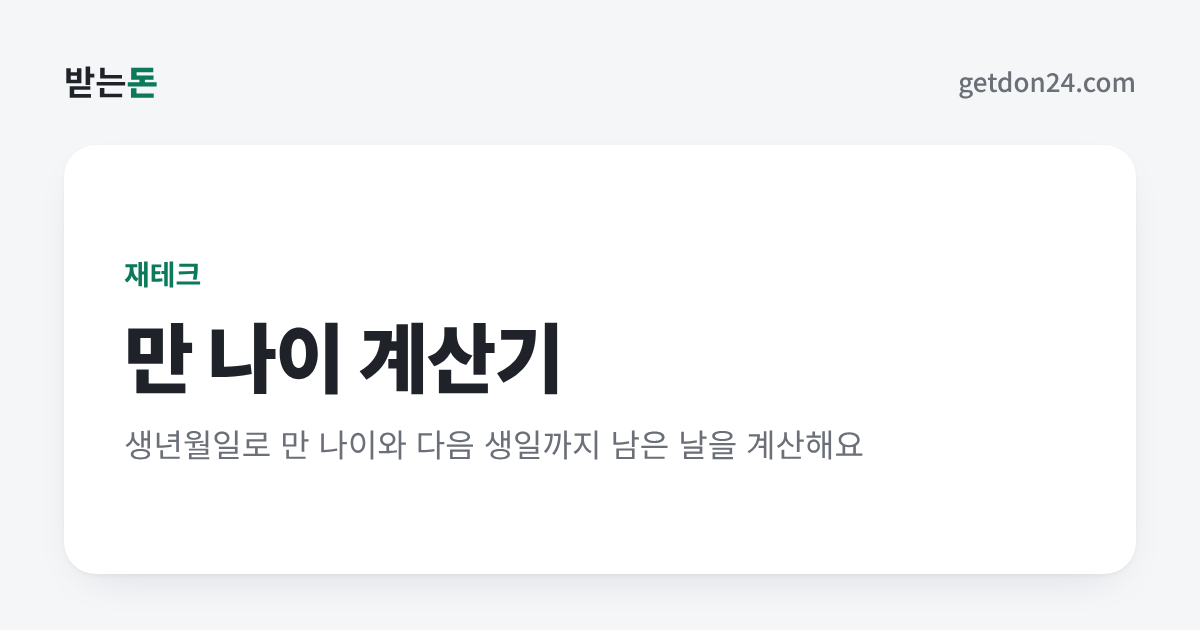 받는돈
getdon24.com
재테크
만 나이 계산기
생년월일로 만 나이와 다음 생일까지 남은 날을 계산해요